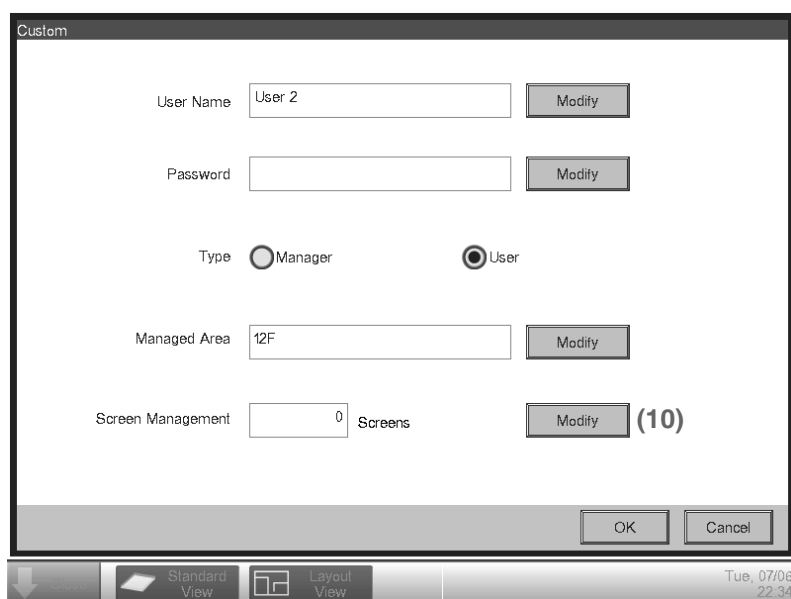 Custom
User Name User 2 Modify
Password Modify
Type Manager User
Managed Area 12F Modify
Screen Management 0 Screens Modify (10)
OK Cancel
Close Standard View Layout View Tue, 07/06 22:34